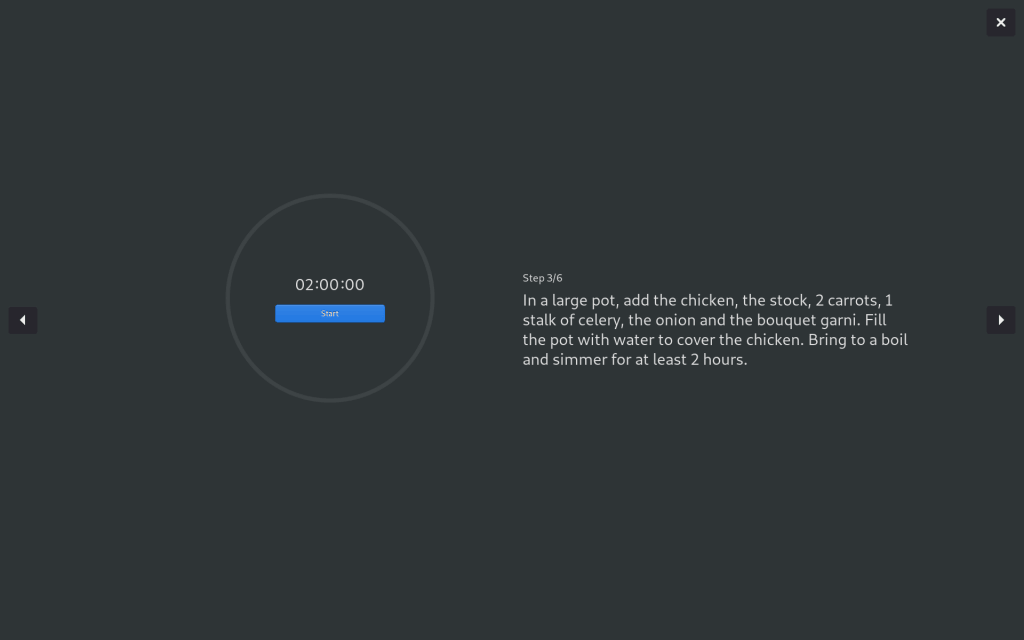 02:00:00
Start
Step 3/6
In a large pot, add the chicken, the stock, 2 carrots, 1
stalk of celery, the onion and the bouquet garni. Fill
the pot with water to cover the chicken. Bring to a boil
and simmer for at least 2 hours.